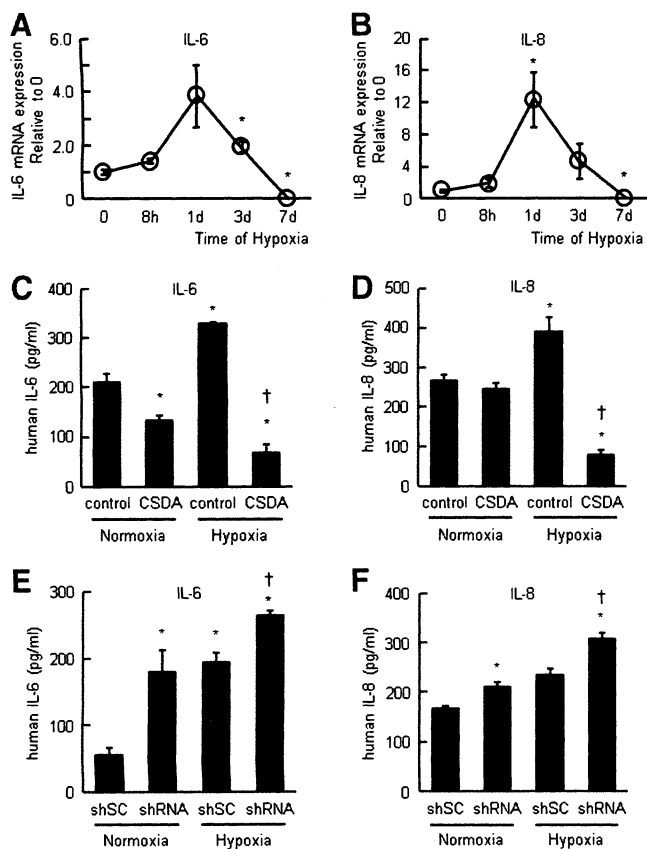 A
IL-6
IL-6 mRNA expression
Relative to 0
6.0
4.0
2.0
0
0 8h 1d 3d 7d
*
*
Time of Hypoxia
B
IL-8
IL-8 mRNA expression
Relative to 0
20
16
12
8
4
0
0 8h 1d 3d 7d
*
*
Time of Hypoxia
C
IL-6
human IL-6 (pg/ml)
400
300
200
100
0
*
*
†
*
control CSDA control CSDA
Normoxia Hypoxia
D
IL-8
human IL-8 (pg/ml)
500
400
300
200
100
0
*
†
*
control CSDA control CSDA
Normoxia Hypoxia
E
IL-6
human IL-6 (pg/ml)
300
200
100
0
*
*
†
*
shSC shRNA shSC shRNA
Normoxia Hypoxia
F
IL-8
human IL-8 (pg/ml)
400
300
200
100
0
*
†
*
shSC shRNA shSC shRNA
Normoxia Hypoxia